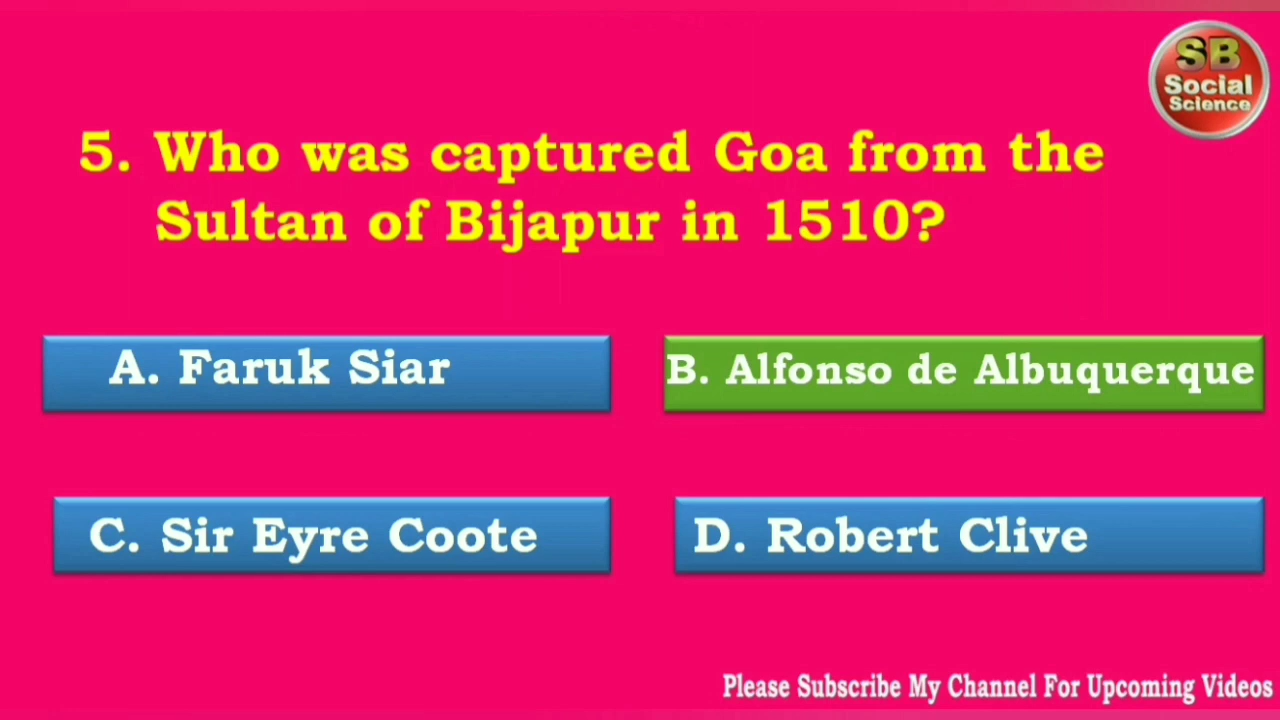 SB
Social
Science
5. Who was captured Goa from the
Sultan of Bijapur in 1510?
A. Faruk Siar
B. Alfonso de Albuquerque
C. Sir Eyre Coote
D. Robert Clive
Please Subscribe My Channel For Upcoming Videos